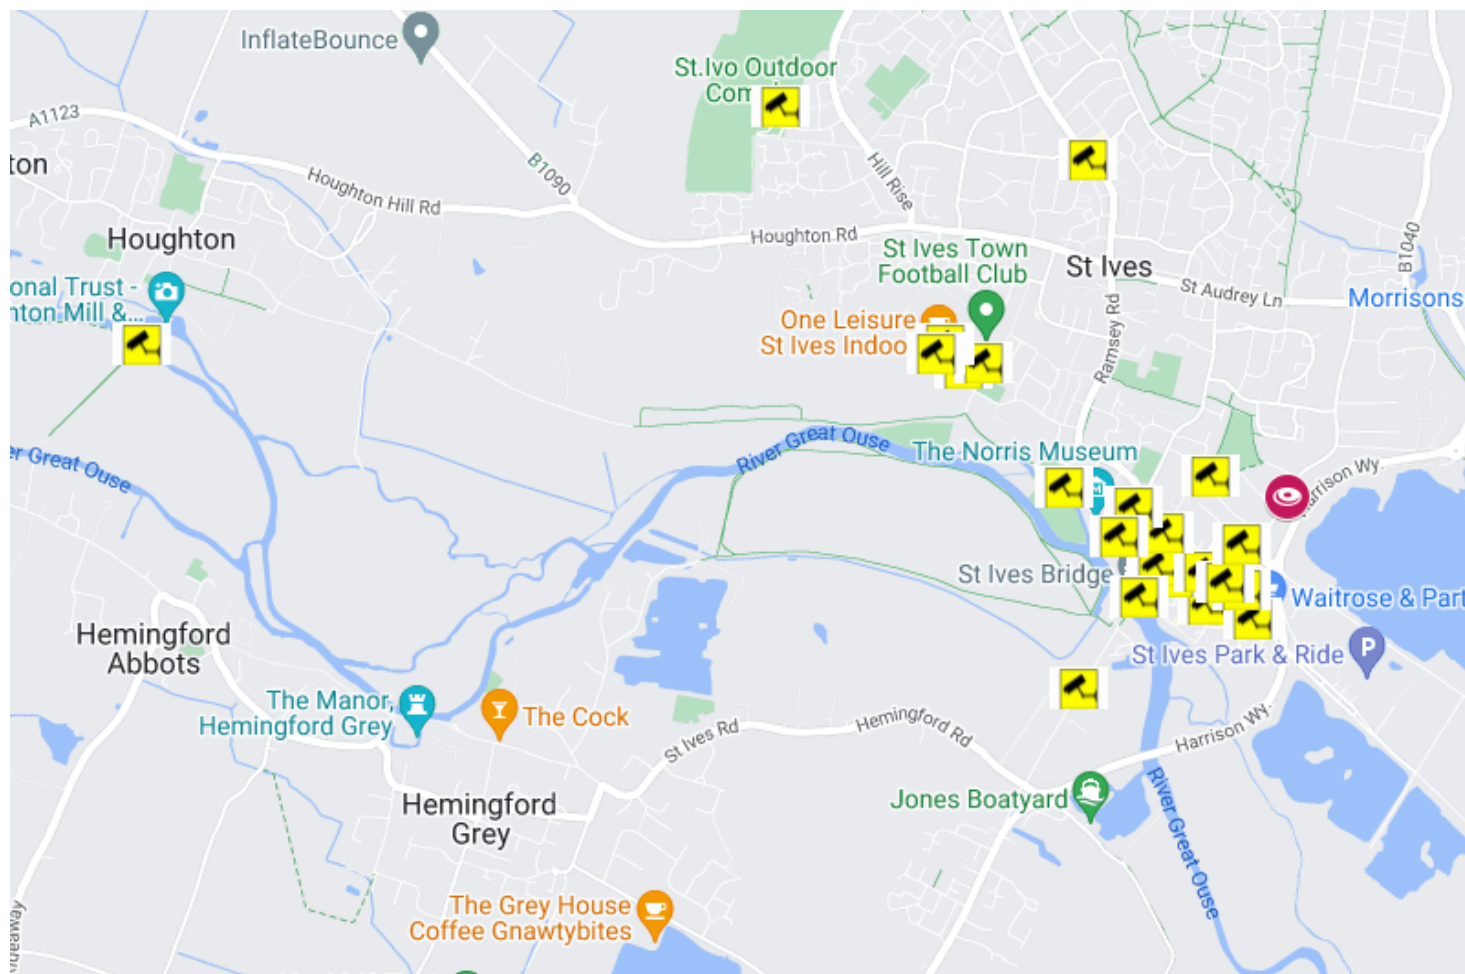 InflateBounce
St.Ivo Outdoor
A1123
B1090
Hill Rise
ton
Houghton Hill Rd
Houghton
Houghton Rd
St Ives Town
Football Club
St Ives
B1040
St Audrey Ln
Morrisons
onal Trust -
nton Mill &...
One Leisure
St Ives Indoo
Ramsey Rd
er Great Ouse
River Great Ouse
The Norris Museum
M
Harrison Wy.
St Ives Bridge
Waitrose & Part
Hemingford
Abbots
St Ives Park & Ride
P
The Manor,
Hemingford Grey
The Cock
St Ives Rd
Hemingford Rd
Harrison Wy.
Jones Boatyard
River Great Ouse
Hemingford
Grey
The Grey House
Coffee Gnawtybites